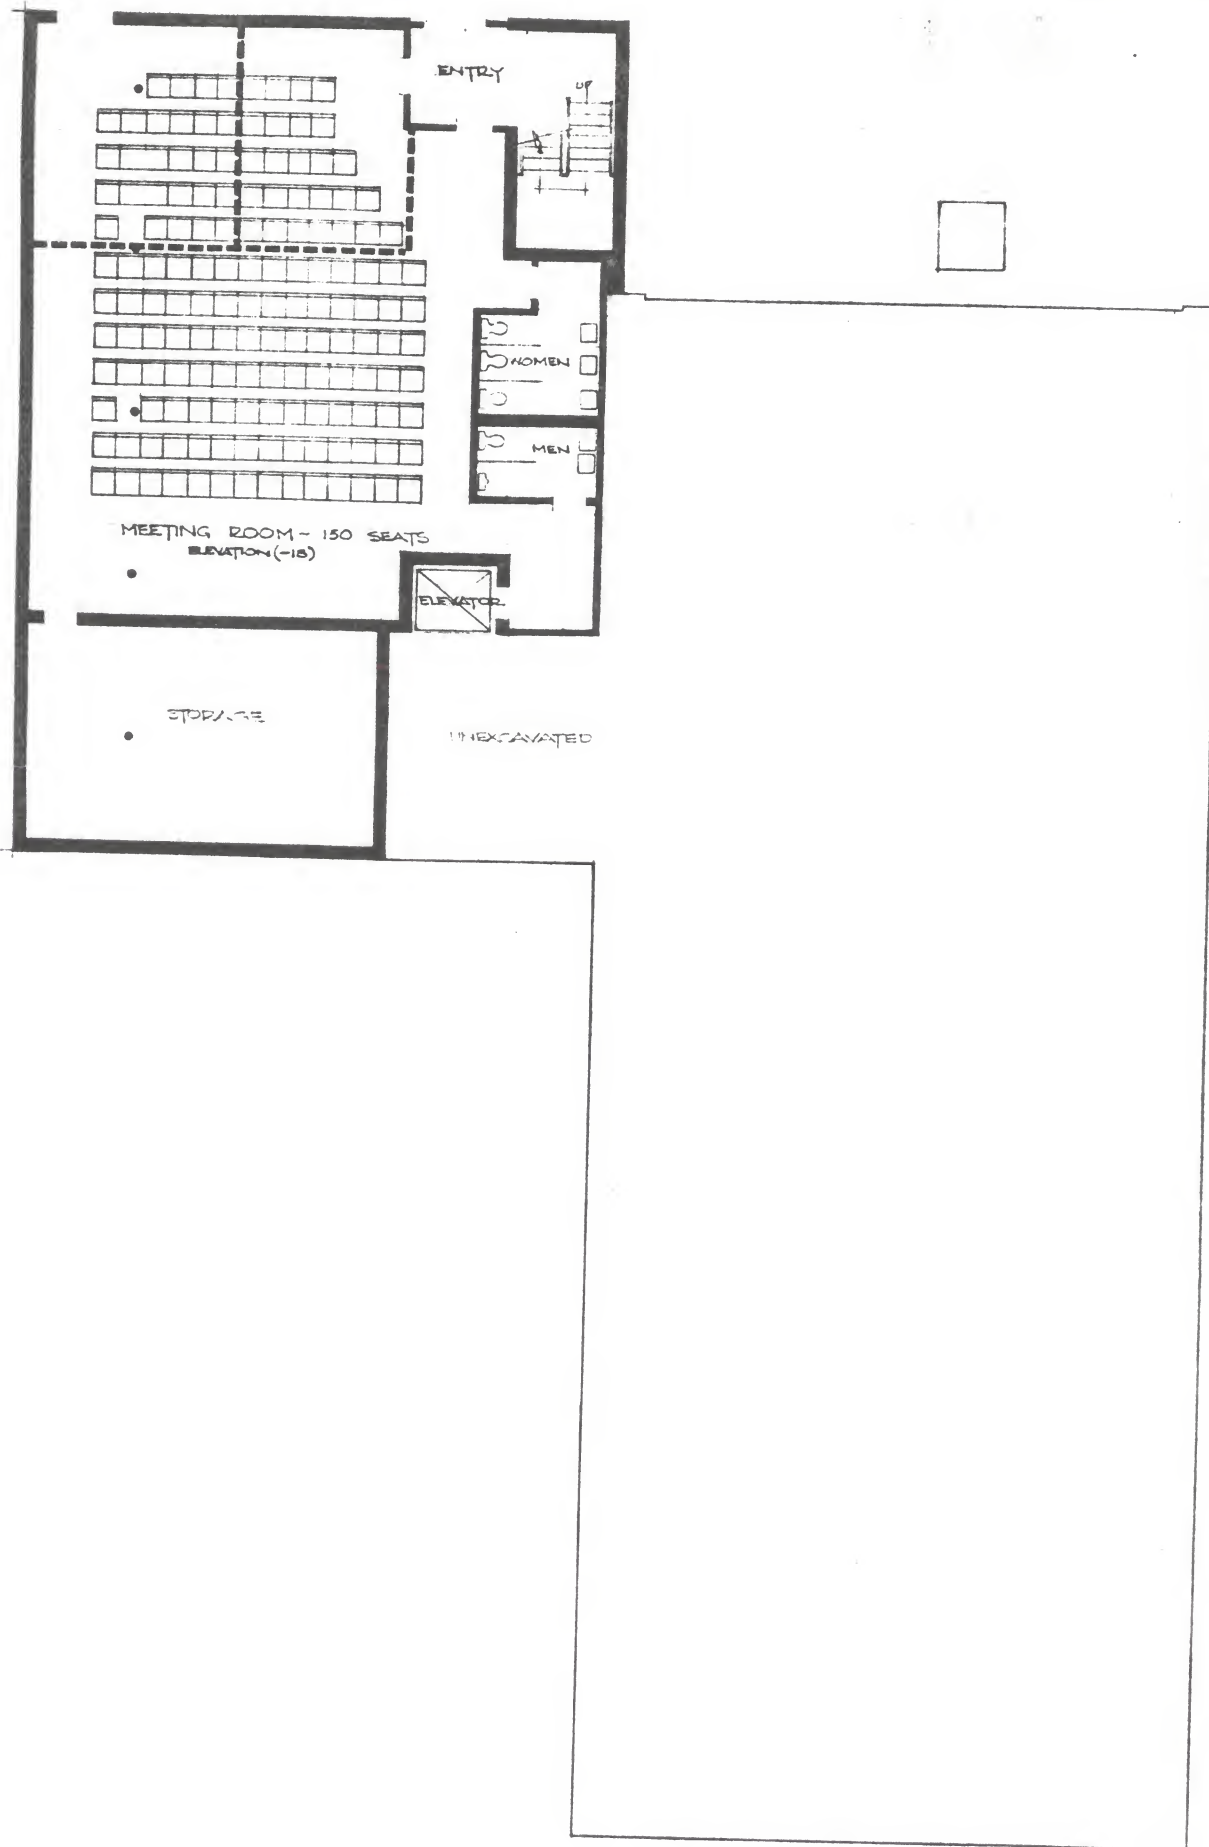 ENTRY
UP
WOMEN
MEN
MEETING ROOM - 150 SEATS
ELEVATION (-18)
ELEVATOR
STORAGE
UNEXCAVATED